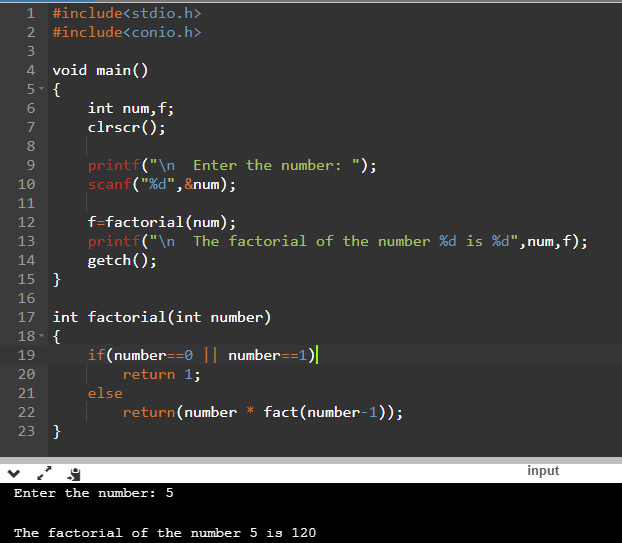 1 #include<stdio.h>
2 #include<conio.h>
3
4 void main()
5 {
6 int num,f;
7 clrscr();
8
9 printf("\n  Enter the number: ");
10 scanf("%d",&num);
11
12 f=factorial(num);
13 printf("\n  The factorial of the number %d is %d",num,f);
14 getch();
15 }
16
17 int factorial(int number)
18 {
19 if(number==0 || number==1)
20 return 1;
21 else
22 return(number * fact(number-1));
23 }
input
Enter the number: 5
The factorial of the number 5 is 120